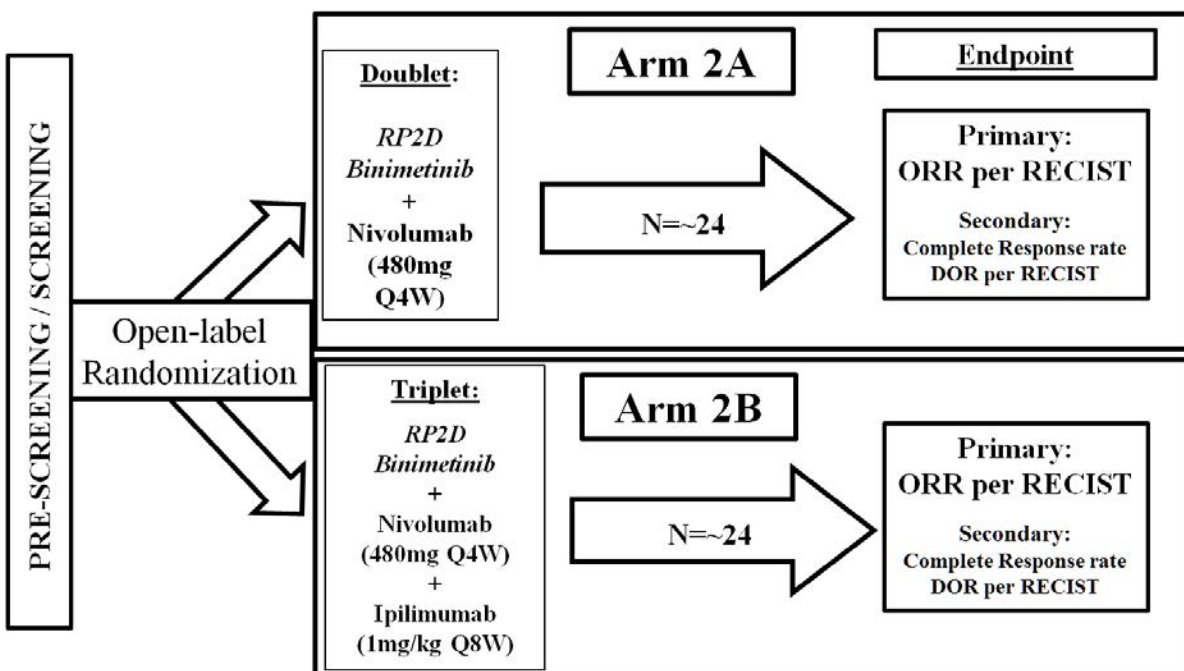 PRE-SCREENING / SCREENING
Open-label
Randomization
Doublet:
RP2D
Binimetinib
+
Nivolumab
(480mg
Q4W)
Arm 2A
N=~24
Endpoint
Primary:
ORR per RECIST
Secondary:
Complete Response rate
DOR per RECIST
Triplet:
RP2D
Binimetinib
+
Nivolumab
(480mg Q4W)
+
Ipilimumab
(1mg/kg Q8W)
Arm 2B
N=~24
Primary:
ORR per RECIST
Secondary:
Complete Response rate
DOR per RECIST